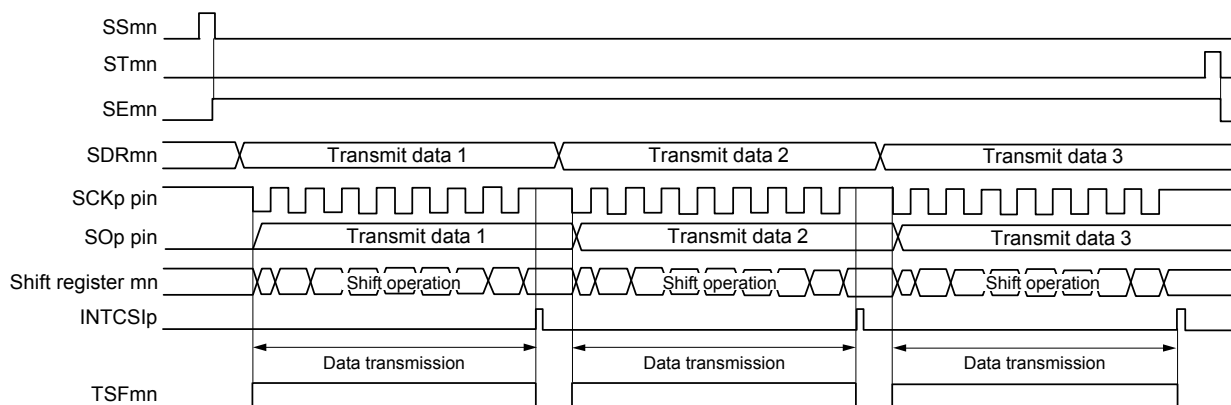 SSmn
STmn
SEmn
SDRmn Transmit data 1 Transmit data 2 Transmit data 3
SCKp pin
SOp pin Transmit data 1 Transmit data 2 Transmit data 3
Shift register mn Shift operation Shift operation Shift operation
INTCSIp
Data transmission Data transmission Data transmission
TSFmn